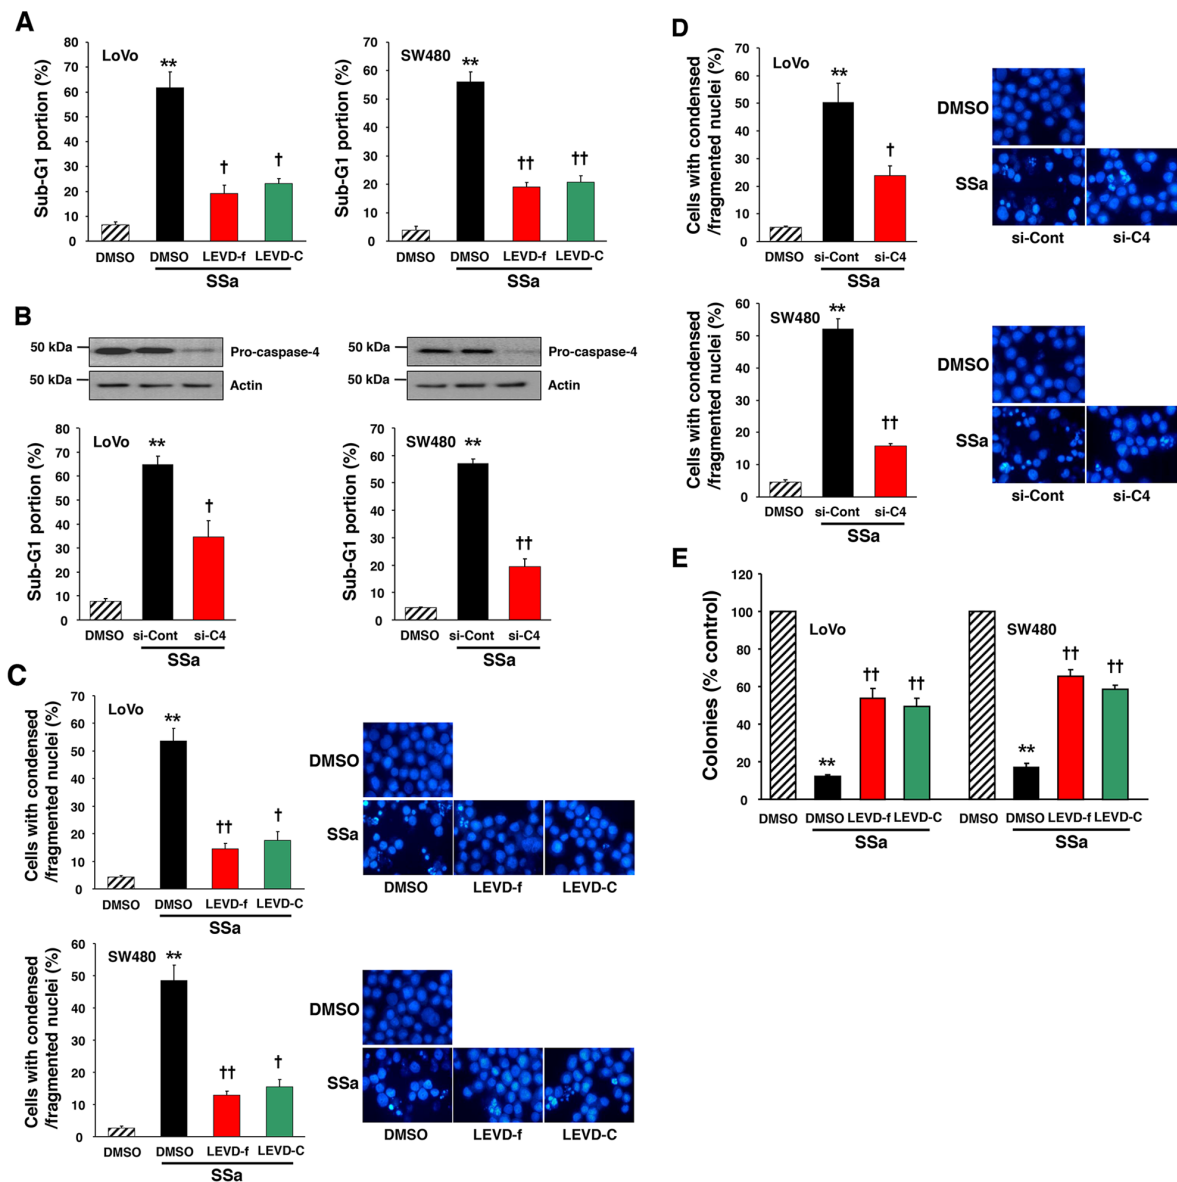 A
LoVo
Sub-G1 portion (%)
80
70
60
50
40
30
20
10
0
**
†
†
DMSO
DMSO
LEVD-f
LEVD-C
SSa
SW480
Sub-G1 portion (%)
70
60
50
40
30
20
10
0
**
††
††
DMSO
DMSO
LEVD-f
LEVD-C
SSa
B
50 kDa
Pro-caspase-4
50 kDa
Actin
50 kDa
Pro-caspase-4
50 kDa
Actin
LoVo
Sub-G1 portion (%)
80
70
60
50
40
30
20
10
0
**
†
DMSO
si-Cont
si-C4
SSa
SW480
Sub-G1 portion (%)
70
60
50
40
30
20
10
0
**
††
DMSO
si-Cont
si-C4
SSa
C
LoVo
Cells with condensed
/fragmented nuclei (%)
70
60
50
40
30
20
10
0
**
††
†
DMSO
DMSO
LEVD-f
LEVD-C
SSa
DMSO
SSa
DMSO
LEVD-f
LEVD-C
SW480
Cells with condensed
/fragmented nuclei (%)
60
50
40
30
20
10
0
**
††
†
DMSO
DMSO
LEVD-f
LEVD-C
SSa
DMSO
SSa
DMSO
LEVD-f
LEVD-C
D
LoVo
Cells with condensed
/fragmented nuclei (%)
70
60
50
40
30
20
10
0
**
†
DMSO
si-Cont
si-C4
SSa
DMSO
SSa
si-Cont
si-C4
SW480
Cells with condensed
/fragmented nuclei (%)
60
50
40
30
20
10
0
**
††
DMSO
si-Cont
si-C4
SSa
DMSO
SSa
si-Cont
si-C4
E
Colonies (% control)
120
100
80
60
40
20
0
LoVo
**
††
††
DMSO
DMSO
LEVD-f
LEVD-C
SSa
SW480
**
††
††
DMSO
DMSO
LEVD-f
LEVD-C
SSa